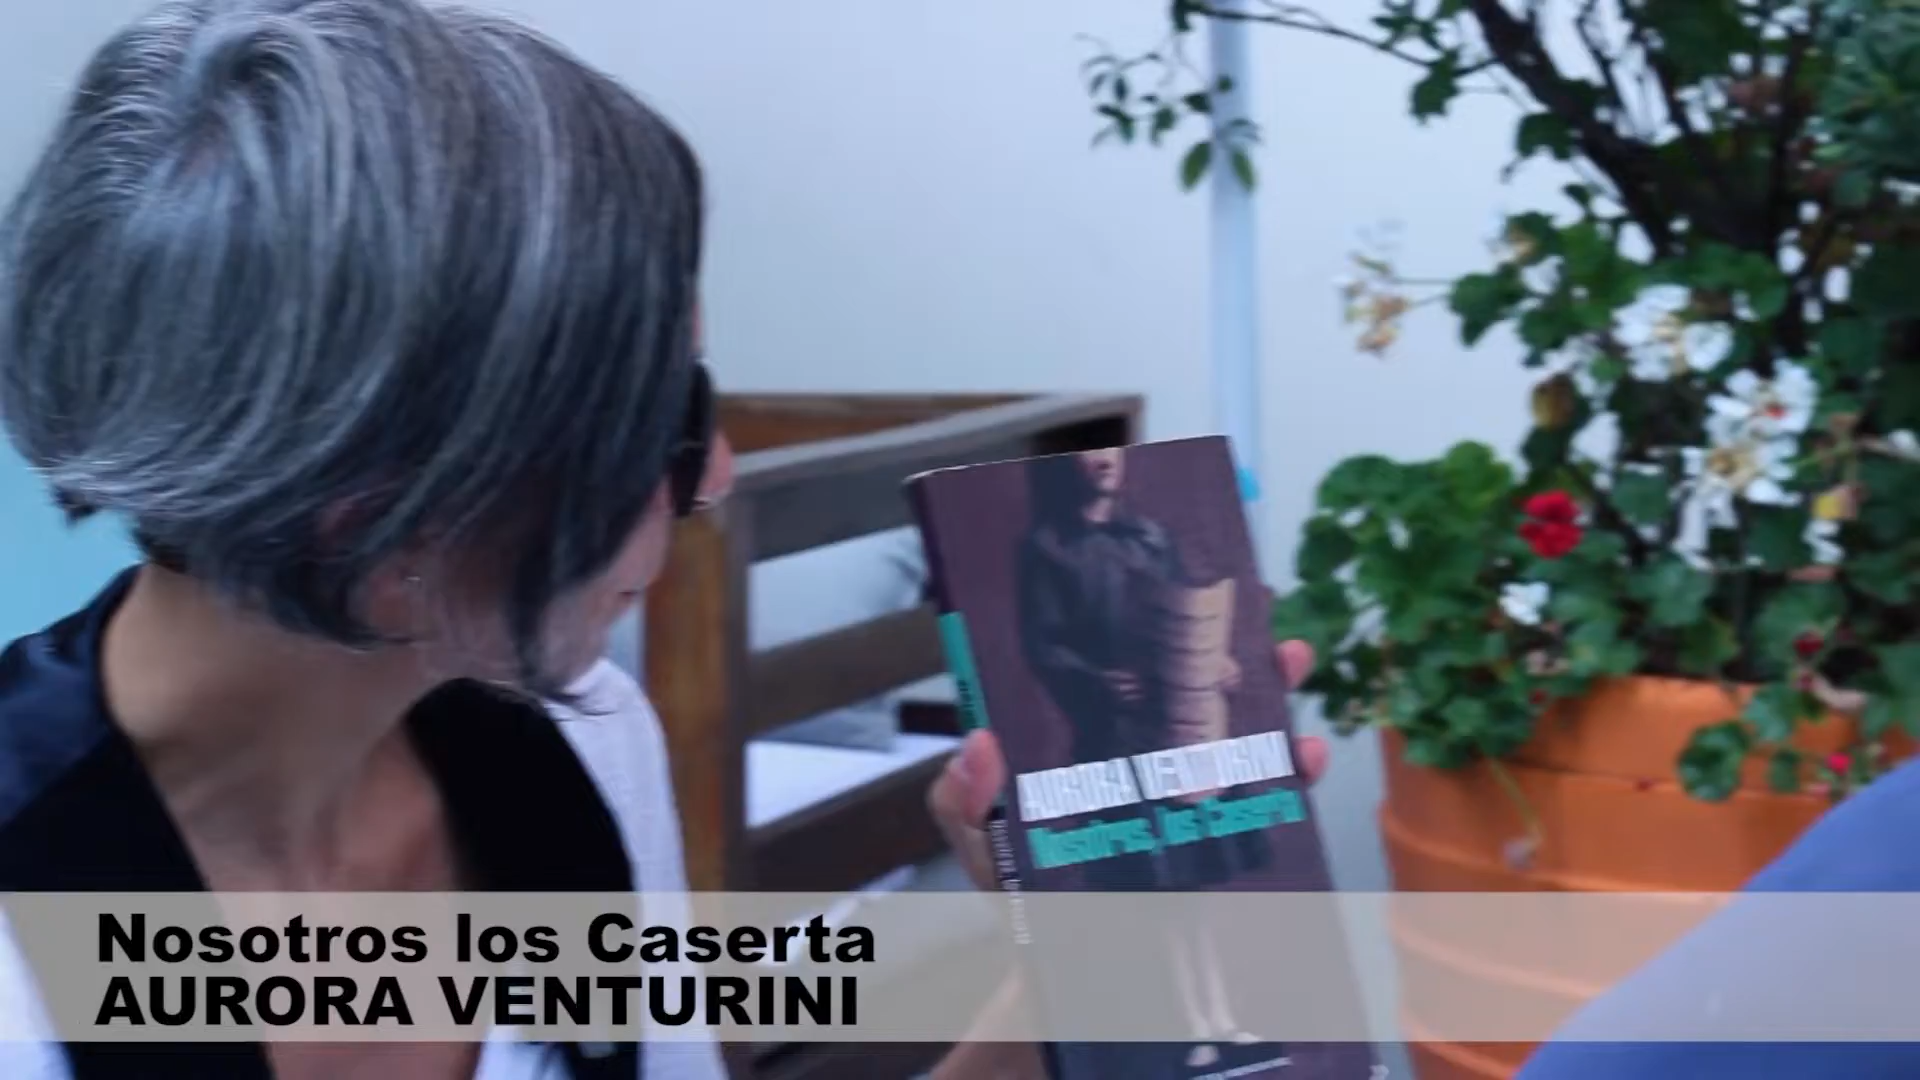 AURORA VENTURINI
Nosotros, los Caserta
Nosotros los Caserta
AURORA VENTURINI